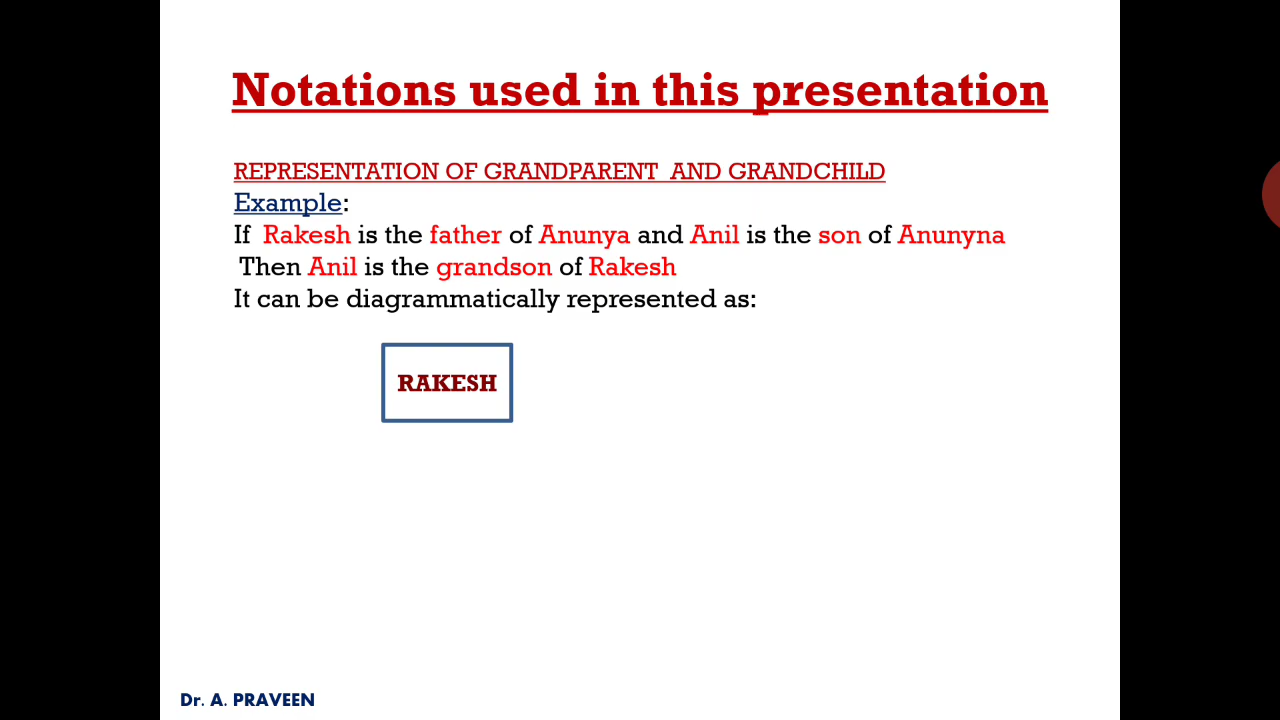 Notations used in this presentation
REPRESENTATION OF GRANDPARENT AND GRANDCHILD
Example:
If Rakesh is the father of Anunya and Anil is the son of Anunyna
Then Anil is the grandson of Rakesh
It can be diagrammatically represented as:
RAKESH
Dr. A. PRAVEEN